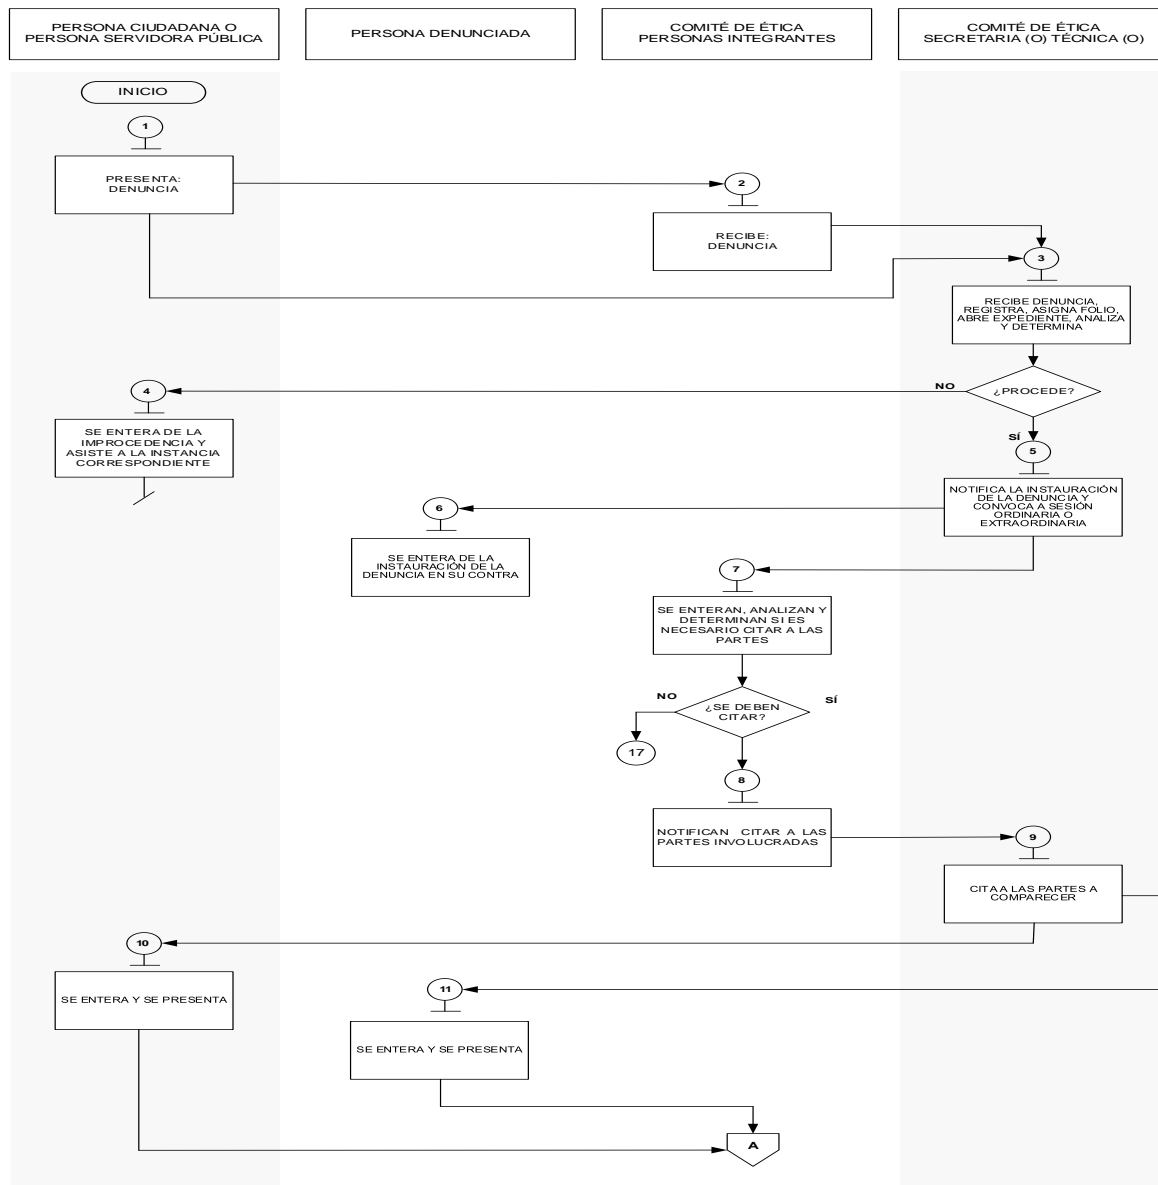 PERSONA CIUDADANA O
PERSONA SERVIDORA PÚBLICA
PERSONA DENUNCIADA
COMITÉ DE ÉTICA
PERSONAS INTEGRANTES
COMITÉ DE ÉTICA
SECRETARIA (O) TÉCNICA (O)
INICIO
1
PRESENTA:
DENUNCIA
2
RECIBE:
DENUNCIA
3
RECIBE DENUNCIA,
REGISTRA, ASIGNA FOLIO,
ABRE EXPEDIENTE, ANALIZA
Y DETERMINA
¿PROCEDE?
NO
SÍ
4
SE ENTERA DE LA
IMPROCEDENCIA Y
ASISTE A LA INSTANCIA
CORRESPONDIENTE
5
NOTIFICA LA INSTAURACIÓN
DE LA DENUNCIA Y
CONVOCA A SESIÓN
ORDINARIA O
EXTRAORDINARIA
6
SE ENTERA DE LA
INSTAURACIÓN DE LA
DENUNCIA EN SU CONTRA
7
SE ENTERAN, ANALIZAN Y
DETERMINAN SI ES
NECESARIO CITAR A LAS
PARTES
NO
SÍ
¿SE DEBEN
CITAR?
17
8
NOTIFICAN CITAR A LAS
PARTES INVOLUCRADAS
9
CITA A LAS PARTES A
COMPARECER
10
SE ENTERA Y SE PRESENTA
11
SE ENTERA Y SE PRESENTA
A